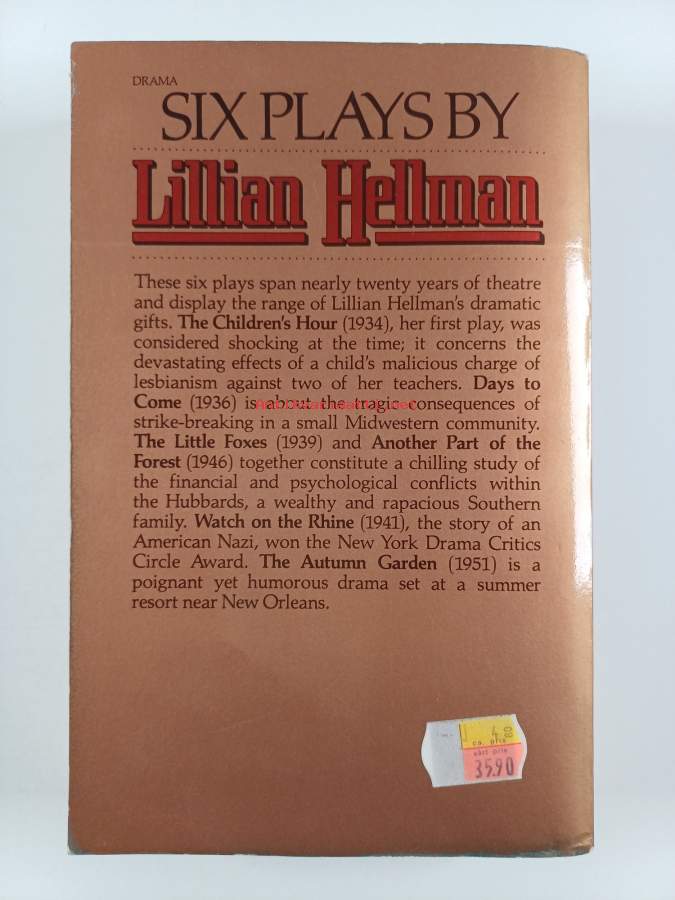 DRAMA
SIX PLAYS BY
Lillian Hellman
These six plays span nearly twenty years of theatre
and display the range of Lillian Hellman's dramatic
gifts. The Children's Hour (1934), her first play, was
considered shocking at the time; it concerns the
devastating effects of a child's malicious charge of
lesbianism against two of her teachers. Days to
Come (1936) is about the tragic consequences of
strike-breaking in a small Midwestern community.
The Little Foxes (1939) and Another Part of the
Forest (1946) together constitute a chilling study of
the financial and psychological conflicts within
the Hubbards, a wealthy and rapacious Southern
family. Watch on the Rhine (1941), the story of an
American Nazi, won the New York Drama Critics
Circle Award. The Autumn Garden (1951) is a
poignant yet humorous drama set at a summer
resort near New Orleans.
ca. pris
vårt pris
35.90